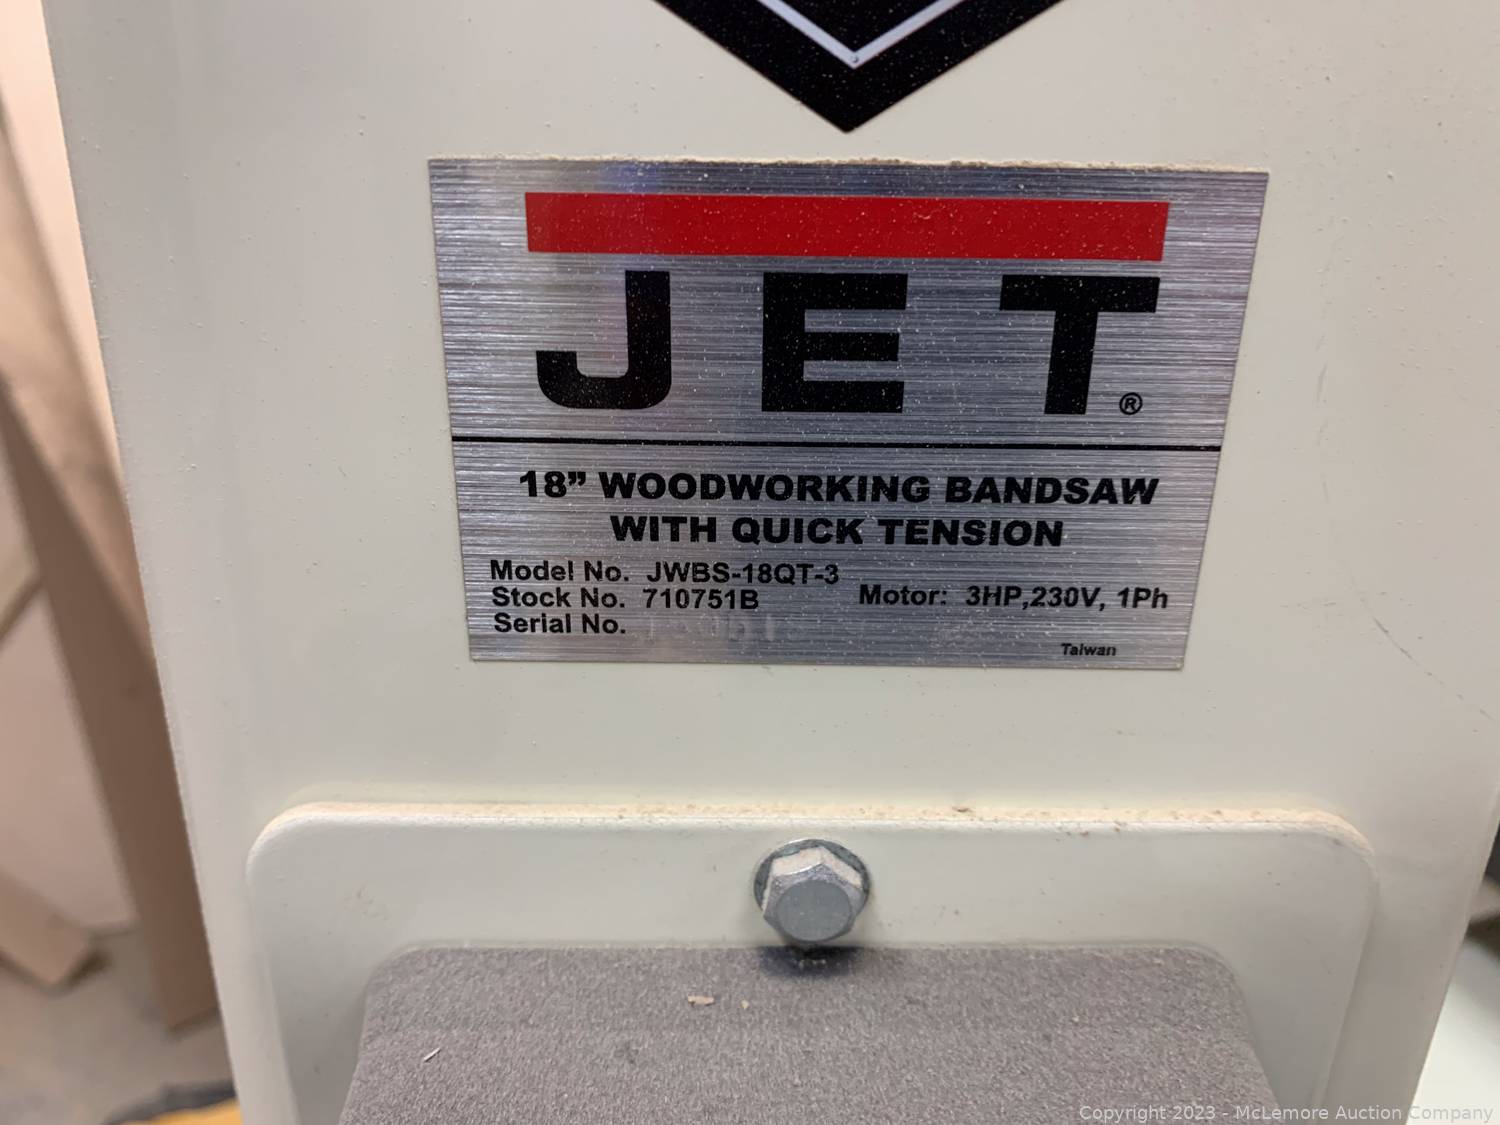 JET®
18” WOODWORKING BANDSAW
WITH QUICK TENSION
Model No. JWBS-18QT-3
Stock No. 710751B
Motor: 3HP,230V, 1Ph
Serial No.
Taiwan
Copyright 2023 - McLemore Auction Company